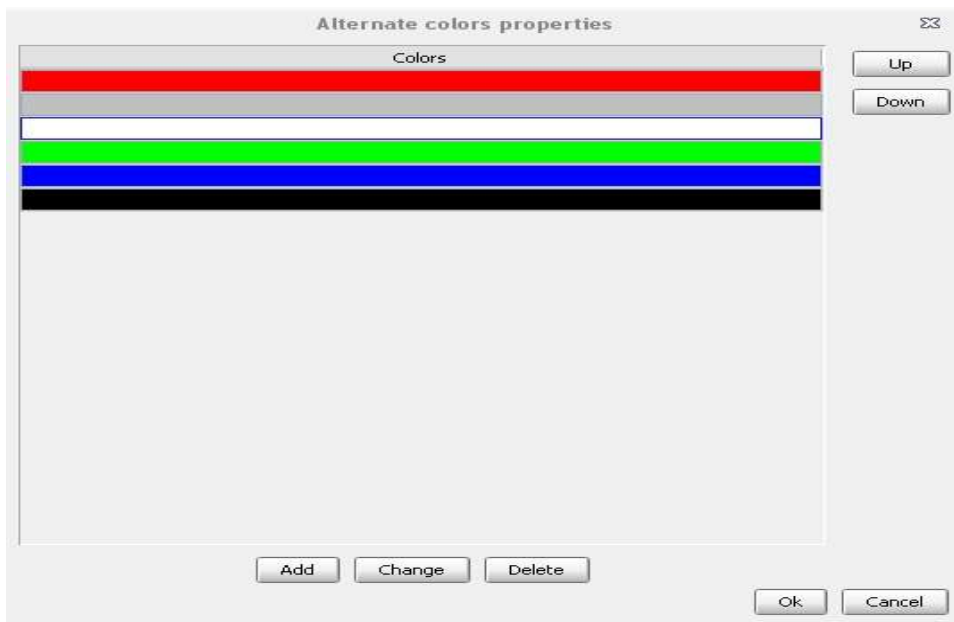 Alternate colors properties
Colors
Up
Down
Add Change Delete
Ok Cancel